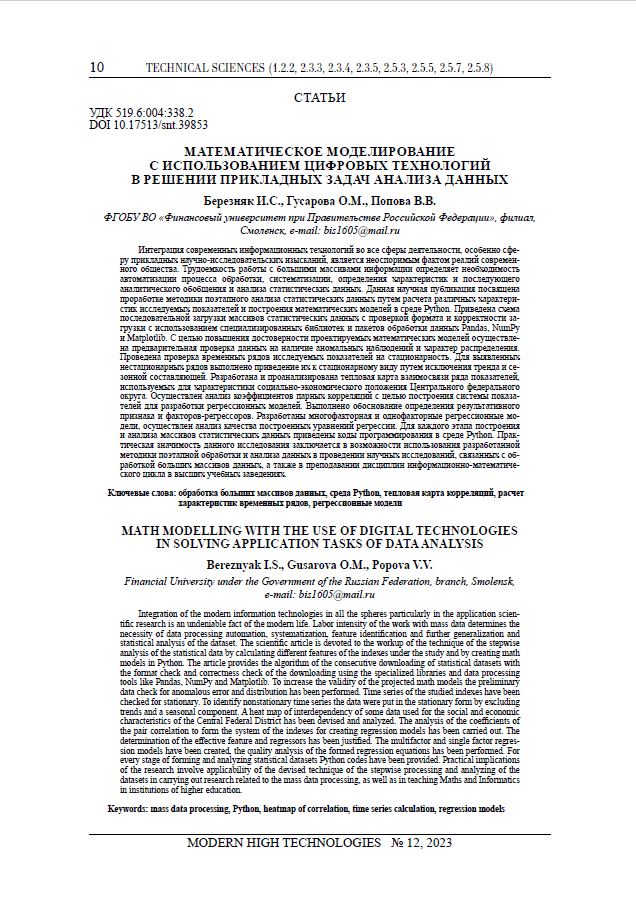 10 TECHNICAL SCIENCES (1.2.2, 2.3.3, 2.3.4, 2.3.5, 2.5.3, 2.5.5, 2.5.7, 2.5.8)
СТАТЬИ
УДК 519.6:004:338.2
DOI 10.17513/snt.39853
МАТЕМАТИЧЕСКОЕ МОДЕЛИРОВАНИЕ
С ИСПОЛЬЗОВАНИЕМ ЦИФРОВЫХ ТЕХНОЛОГИЙ
В РЕШЕНИИ ПРИКЛАДНЫХ ЗАДАЧ АНАЛИЗА ДАННЫХ
Березняк И.С., Гусарова О.М., Попова В.В.
ФГОБУ ВО «Финансовый университет при Правительстве Российской Федерации», филиал,
Смоленск, e-mail: bis1605@mail.ru
Интеграция современных информационных технологий во все сферы деятельности, особенно сфе-
ру прикладных научно-исследовательских изысканий, является неоспоримым фактом реалий современ-
ного общества. Трудоемкость работы с большими массивами информации определяет необходимость
автоматизации процесса обработки, систематизации, определения характеристик и последующего
аналитического обобщения и анализа статистических данных. Данная научная публикация посвящена
проработке методики поэтапного анализа статистических данных путем расчета различных характери-
стик исследуемых показателей и построения математических моделей в среде Python. Приведена схема
последовательной загрузки массивов статистических данных с проверкой формата и корректности за-
грузки с использованием специализированных библиотек и пакетов обработки данных Pandas, NumPy
и Matplotlib. С целью повышения достоверности проектируемых математических моделей осуществле-
на предварительная проверка данных на наличие аномальных наблюдений и характер распределения.
Проведена проверка временных рядов исследуемых показателей на стационарность. Для выявленных
нестационарных рядов выполнено приведение их к стационарному виду путем исключения тренда и се-
зонной составляющей. Разработана и проанализирована тепловая карта взаимосвязи ряда показателей,
используемых для характеристики социально-экономического положения Центрального федерального
округа. Осуществлен анализ коэффициентов парных корреляций с целью построения системы показа-
телей для разработки регрессионных моделей. Выполнено обоснование определения результативного
признака и факторов-регрессоров. Разработаны многофакторная и однофакторные регрессионные мо-
дели, осуществлен анализ качества построенных уравнений регрессии. Для каждого этапа построения
и анализа массивов статистических данных приведены коды программирования в среде Python. Прак-
тическая значимость данного исследования заключается в возможности использования разработанной
методики поэтапной обработки и анализа данных в проведении научных исследований, связанных с об-
работкой больших массивов данных, а также в преподавании дисциплин информационно-математиче-
ского цикла в высших учебных заведениях.
Ключевые слова: обработка больших массивов данных, среда Python, тепловая карта корреляций, расчет
характеристик временных рядов, регрессионные модели
MATH MODELLING WITH THE USE OF DIGITAL TECHNOLOGIES
IN SOLVING APPLICATION TASKS OF DATA ANALYSIS
Bereznyak I.S., Gusarova O.M., Popova V.V.
Financial University under the Government of the Russian Federation, branch, Smolensk,
e-mail: bis1605@mail.ru
Integration of the modern information technologies in all the spheres particularly in the application scien-
tific research is an undeniable fact of the modern life. Labor intensity of the work with mass data determines the
necessity of data processing automation, systematization, feature identification and further generalization and
statistical analysis of the dataset. The scientific article is devoted to the workup of the technique of the stepwise
analysis of the statistical data by calculating different features of the indexes under the study and by creating math
models in Python. The article provides the algorithm of the consecutive downloading of statistical datasets with
the format check and correctness check of the downloading using the specialized libraries and data processing
tools like Pandas, NumPy and Matplotlib. To increase the validity of the projected math models the preliminary
data check for anomalous error and distribution has been performed. Time series of the studied indexes have been
checked for stationary. To identify nonstationary time series the data were put in the stationary form by excluding
trends and a seasonal component. A heat map of interdependency of some data used for the social and economic
characteristics of the Central Federal District has been devised and analyzed. The analysis of the coefficients of
the pair correlation to form the system of the indexes for creating regression models has been carried out. The
determination of the effective feature and regressors has been justified. The multifactor and single factor regres-
sion models have been created, the quality analysis of the formed regression equations has been performed. For
every stage of forming and analyzing statistical datasets Python codes have been provided. Practical implications
of the research involve applicability of the devised technique of the stepwise processing and analyzing of the
datasets in carrying out research related to the mass data processing, as well as in teaching Maths and Informatics
in institutions of higher education.
Keywords: mass data processing, Python, heatmap of correlation, time series calculation, regression models
MODERN HIGH TECHNOLOGIES № 12, 2023